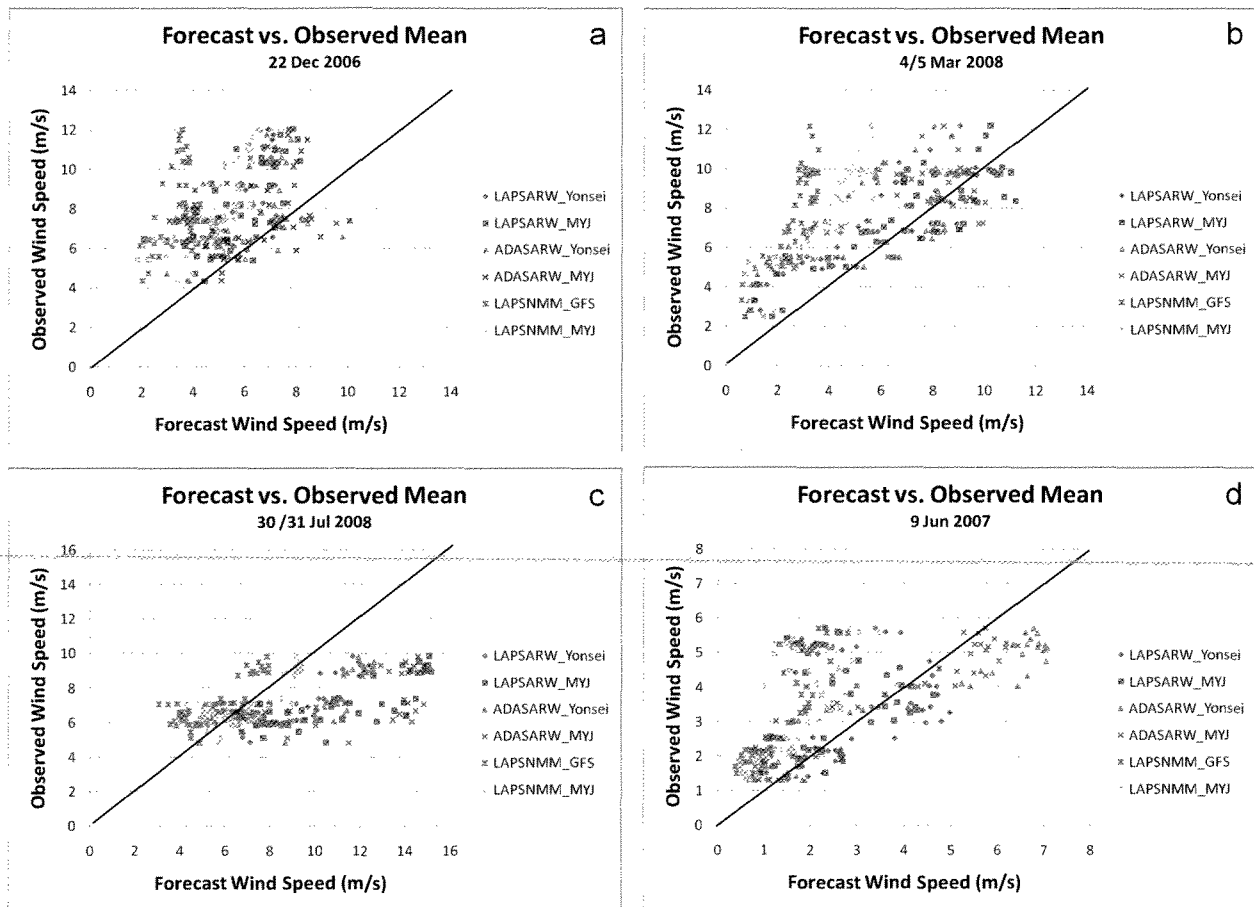 Forecast vs. Observed Mean
a
22 Dec 2006
Observed Wind Speed (m/s)
14
12
10
8
6
4
2
0
0 2 4 6 8 10 12 14
Forecast Wind Speed (m/s)
LAPSARW_Yonsei
LAPSARW_MYJ
ADASARW_Yonsei
ADASARW_MYJ
LAPSNMM_GFS
LAPSNMM_MYJ
Forecast vs. Observed Mean
b
4/5 Mar 2008
Observed Wind Speed (m/s)
14
12
10
8
6
4
2
0
0 2 4 6 8 10 12 14
Forecast Wind Speed (m/s)
LAPSARW_Yonsei
LAPSARW_MYJ
ADASARW_Yonsei
ADASARW_MYJ
LAPSNMM_GFS
LAPSNMM_MYJ
Forecast vs. Observed Mean
c
30 /31 Jul 2008
Observed Wind Speed (m/s)
16
14
12
10
8
6
4
2
0
0 2 4 6 8 10 12 14 16
Forecast Wind Speed (m/s)
LAPSARW_Yonsei
LAPSARW_MYJ
ADASARW_Yonsei
ADASARW_MYJ
LAPSNMM_GFS
LAPSNMM_MYJ
Forecast vs. Observed Mean
d
9 Jun 2007
Observed Wind Speed (m/s)
8
7
6
5
4
3
2
1
0
0 1 2 3 4 5 6 7 8
Forecast Wind Speed (m/s)
LAPSARW_Yonsei
LAPSARW_MYJ
ADASARW_Yonsei
ADASARW_MYJ
LAPSNMM_GFS
LAPSNMM_MYJ